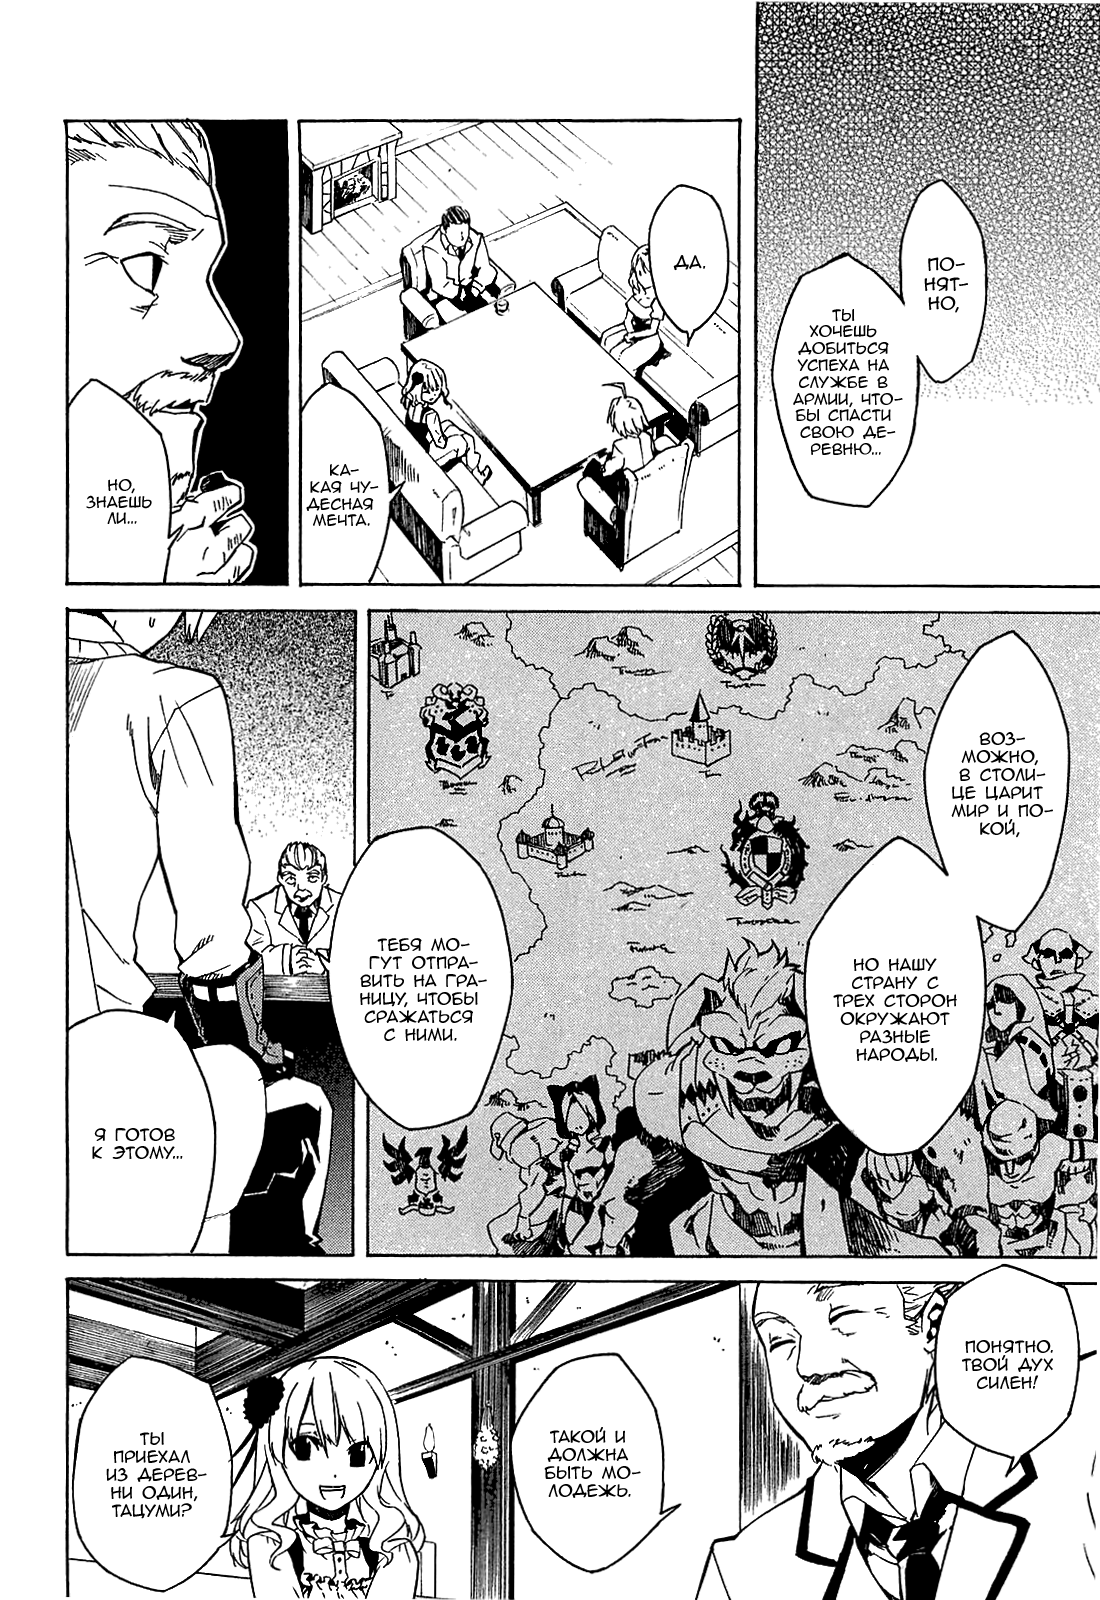 ПО-
НЯТ-
НО,
ТЫ
ХОЧЕШЬ
ДОБИТЬСЯ
УСПЕХА НА
СЛУЖБЕ В
АРМИИ, ЧТО-
БЫ СПАСТИ
СВОЮ ДЕ-
РЕВНЮ...
ДА.
КА-
КАЯ ЧУ-
ДЕСНАЯ
МЕЧТА.
НО,
ЗНАЕШЬ
ЛИ...
ВОЗ-
МОЖНО,
В СТОЛИ-
ЦЕ ЦАРИТ
МИР И ПО-
КОЙ,
НО НАШУ
СТРАНУ С
ТРЕХ СТОРОН
ОКРУЖАЮТ
РАЗНЫЕ
НАРОДЫ.
ТЕБЯ МО-
ГУТ ОТПРА-
ВИТЬ НА ГРА-
НИЦУ, ЧТОБЫ
СРАЖАТЬСЯ
С НИМИ.
Я ГОТОВ
К ЭТОМУ...
ПОНЯТНО.
ТВОЙ ДУХ
СИЛЕН!
ТАКОЙ И
ДОЛЖНА
БЫТЬ МО-
ЛОДЕЖЬ.
ТЫ
ПРИЕХАЛ
ИЗ ДЕРЕВ-
НИ ОДИН,
ТАЦУМИ?